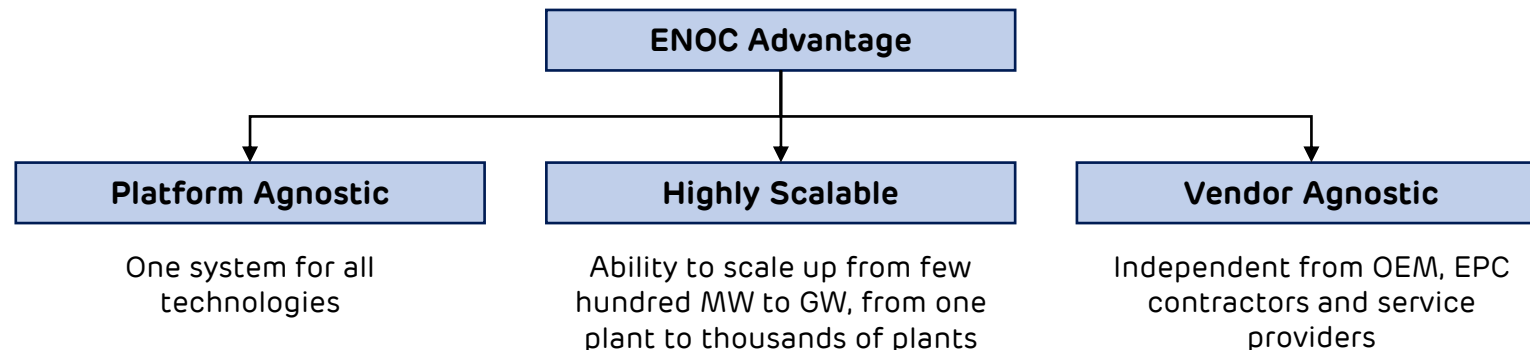 ENOC Advantage
Platform Agnostic
One system for all
technologies
Highly Scalable
Ability to scale up from few
hundred MW to GW, from one
plant to thousands of plants
Vendor Agnostic
Independent from OEM, EPC
contractors and service
providers